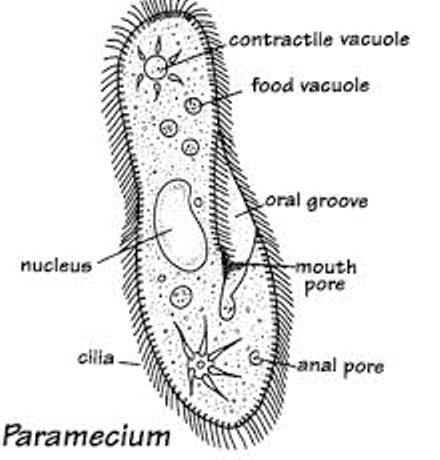 contractile vacuole
food vacuole
oral groove
nucleus
mouth
pore
cilia
anal pore
Paramecium